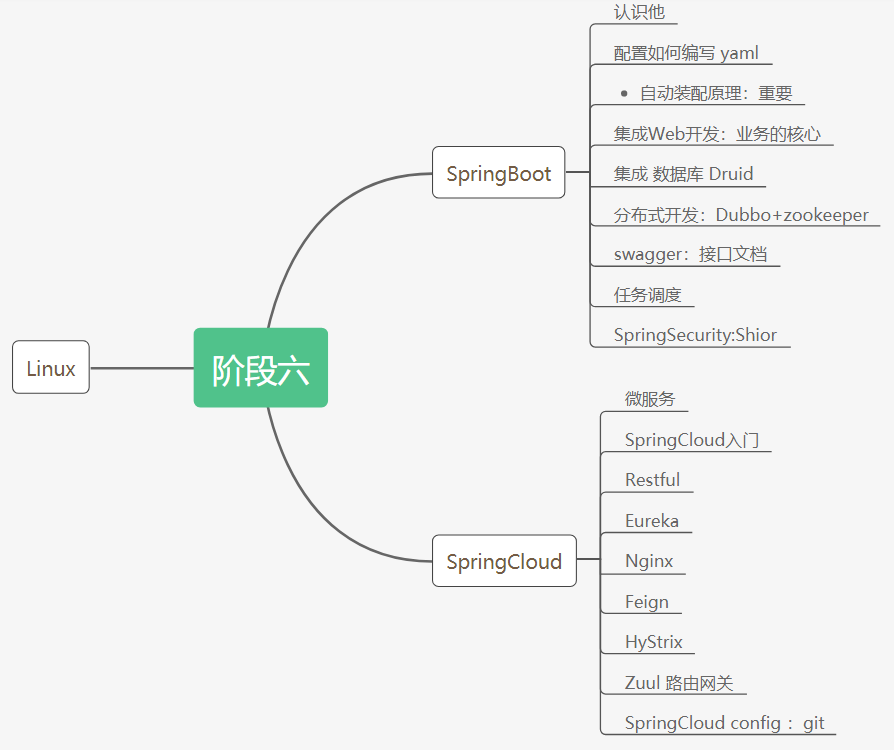 认识他
配置如何编写 yaml
自动装配原理：重要
集成Web开发：业务的核心
SpringBoot
集成 数据库 Druid
分布式开发：Dubbo+zookeeper
swagger：接口文档
任务调度
SpringSecurity:Shior
Linux
阶段六
微服务
SpringCloud入门
Restful
Eureka
SpringCloud
Nginx
Feign
HyStrix
Zuul 路由网关
SpringCloud config ：git